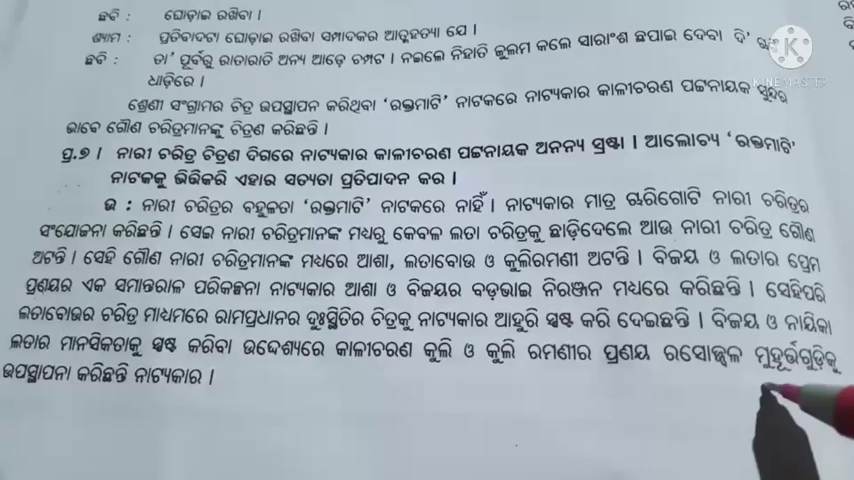 ଛବି : ଘୋଡ଼ାଇ ରଖିବା ।
ଶ୍ୟାମ : ପ୍ରତିବାଦଟା ଘୋଡ଼ାଇ ରଖିବା ସମ୍ପାଦକର ଆତ୍ମହତ୍ୟା ଯେ ।
ଛବି : ତା' ପୂର୍ବରୁ ରାତାରାତି ଅନ୍ୟ ଆଡ଼େ ଚମ୍ପଟ । ନଇଲେ ନିହାତି ଜୁଲମ କଲେ ସାରାଂଶ ଛପାଇ ଦେବା ଦି'
ଧାଡ଼ିରେ ।
ଶ୍ରେଣୀ ସଂଗ୍ରାମର ଚିତ୍ର ଉପସ୍ଥାପନ କରିଥିବା 'ରକ୍ତମାଟି' ନାଟକରେ ନାଟ୍ୟକାର କାଳୀଚରଣ ପଟ୍ଟନାୟକ ସୁନ୍ଦର
ଭାବେ ଗୌଣ ଚରିତ୍ରମାନଙ୍କୁ ଚିତ୍ରଣ କରିଛନ୍ତି ।
ପ୍ର.୭ । ନାରୀ ଚରିତ୍ର ଚିତ୍ରଣ ଦିଗରେ ନାଟ୍ୟକାର କାଳୀଚରଣ ପଟ୍ଟନାୟକ ଅନନ୍ୟ ସ୍ରଷ୍ଟା । ଆଲୋଚ୍ୟ 'ରକ୍ତମାଟି'
ନାଟକକୁ ଭିତ୍ତିକରି ଏହାର ସତ୍ୟତା ପ୍ରତିପାଦନ କର ।
ଉ : ନାରୀ ଚରିତ୍ରର ବହୁଳତା 'ରକ୍ତମାଟି' ନାଟକରେ ନାହିଁ । ନାଟ୍ୟକାର ମାତ୍ର ଚାରିଗୋଟି ନାରୀ ଚରିତ୍ରର
ସଂଯୋଜନା କରିଛନ୍ତି । ସେଇ ନାରୀ ଚରିତ୍ରମାନଙ୍କ ମଧ୍ୟରୁ କେବଳ ଲତା ଚରିତ୍ରକୁ ଛାଡ଼ିଦେଲେ ଆଉ ନାରୀ ଚରିତ୍ର ଗୌଣ
ଅଟନ୍ତି । ସେହି ଗୌଣ ନାରୀ ଚରିତ୍ରମାନଙ୍କ ମଧ୍ୟରେ ଆଶା, ଲତାବୋଉ ଓ କୁଲିରମଣୀ ଅଟନ୍ତି । ବିଜୟ ଓ ଲତାର ପ୍ରେମ
ପ୍ରଣୟର ଏକ ସମାନ୍ତରାଳ ପରିକଳ୍ପନା ନାଟ୍ୟକାର ଆଶା ଓ ବିଜୟର ବଡ଼ଭାଇ ନିରଞ୍ଜନ ମଧ୍ୟରେ କରିଛନ୍ତି । ସେହିପରି
ଲତାବୋଉର ଚରିତ୍ର ମାଧ୍ୟମରେ ରାମପ୍ରଧାନର ଦୁଃସ୍ଥିତିର ଚିତ୍ରକୁ ନାଟ୍ୟକାର ଆହୁରି ସ୍ପଷ୍ଟ କରି ଦେଇଛନ୍ତି । ବିଜୟ ଓ ନାୟିକା
ଲତାର ମାନସିକତାକୁ ସ୍ପଷ୍ଟ କରିବା ଉଦ୍ଦେଶ୍ୟରେ କାଳୀଚରଣ କୁଲି ଓ କୁଲି ରମଣୀର ପ୍ରଣୟ ରସୋଜ୍ଜ୍ୱଳ ମୁହୂର୍ତ୍ତଗୁଡ଼ିକୁ
ଉପସ୍ଥାପନା କରିଛନ୍ତି ନାଟ୍ୟକାର ।
KINEMASTER